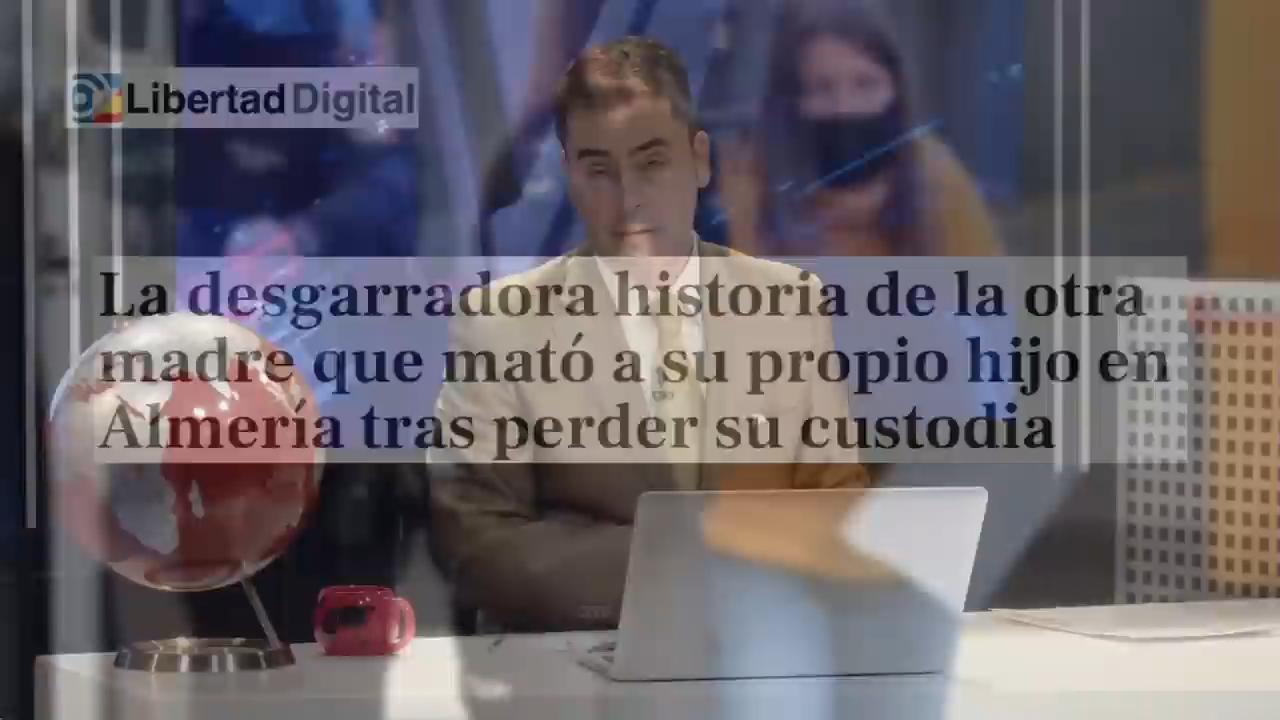 Libertad Digital
La desgarradora historia de la otra
madre que mató a su propio hijo en
Almería tras perder su custodia